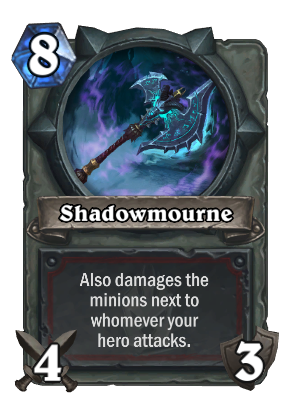 8
Shadowmourne
Also damages the
minions next to
whomever your
hero attacks.
4
3